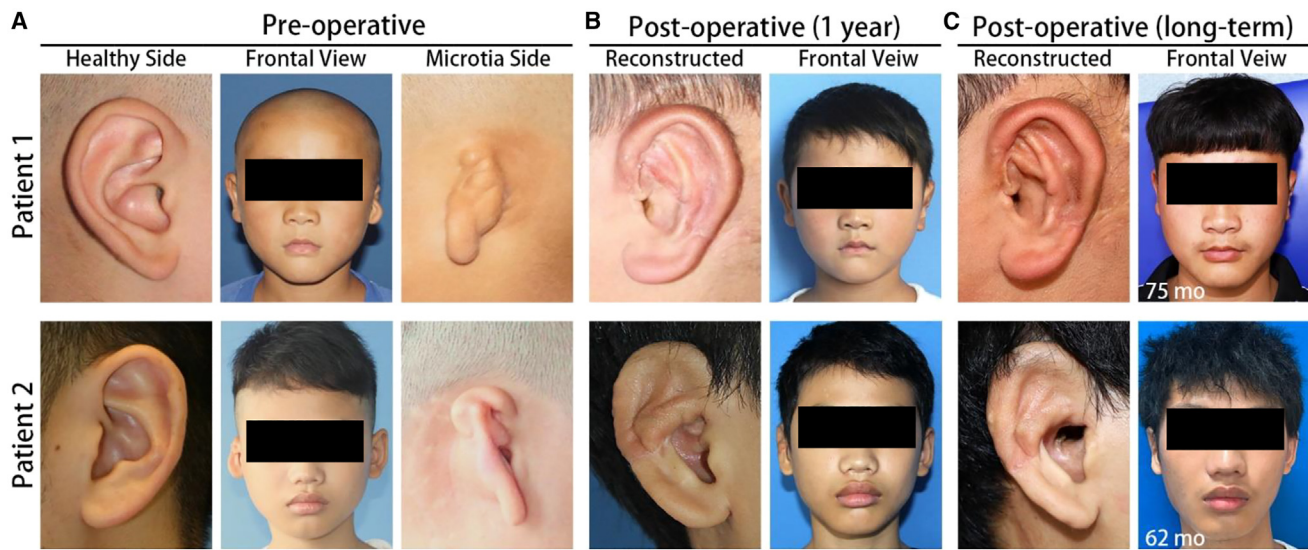 A
Pre-operative
B
Post-operative (1 year)
C
Post-operative (long-term)
Healthy Side
Frontal View
Microtia Side
Reconstructed
Frontal Veiw
Reconstructed
Frontal Veiw
Patient 1
75 mo
Patient 2
62 mo